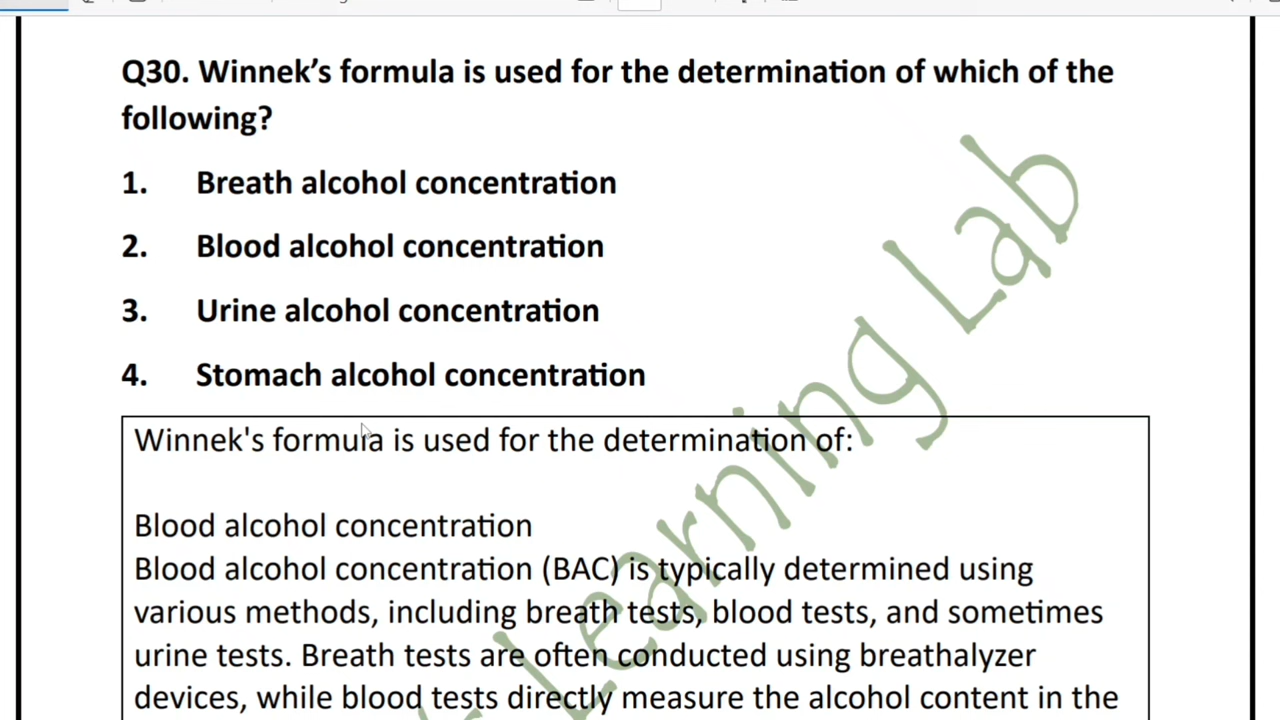 Q30. Winnek’s formula is used for the determination of which of the
following?
1. Breath alcohol concentration
2. Blood alcohol concentration
3. Urine alcohol concentration
4. Stomach alcohol concentration
Winnek's formula is used for the determination of:
Blood alcohol concentration
Blood alcohol concentration (BAC) is typically determined using
various methods, including breath tests, blood tests, and sometimes
urine tests. Breath tests are often conducted using breathalyzer
devices, while blood tests directly measure the alcohol content in the
Learning Lab